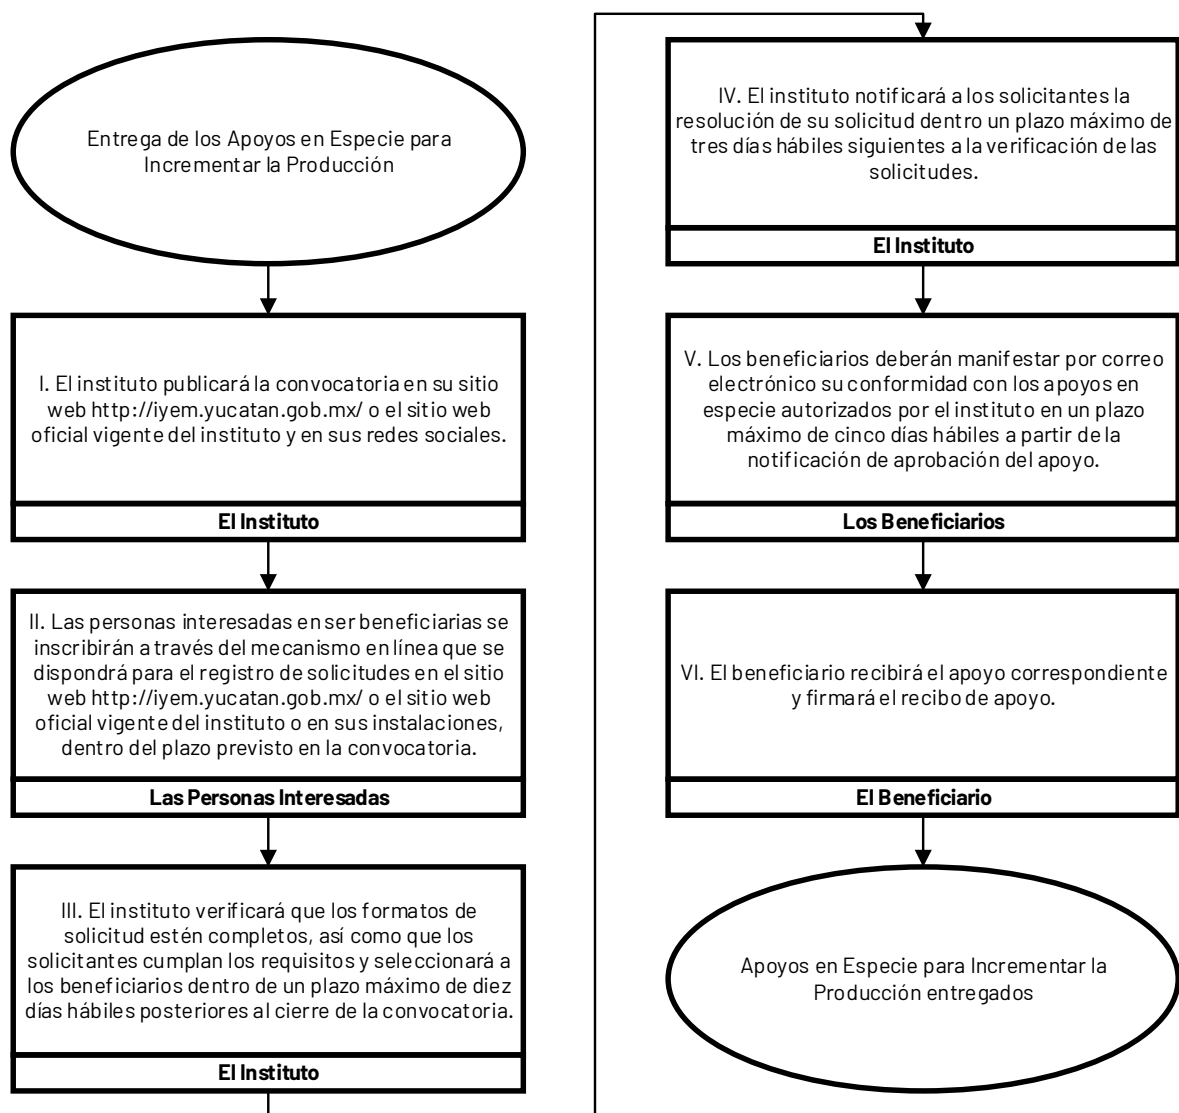 Entrega de los Apoyos en Especie para
Incrementar la Producción
I. El instituto publicará la convocatoria en su sitio
web http://iyem.yucatan.gob.mx/ o el sitio web
oficial vigente del instituto y en sus redes sociales.
El Instituto
II. Las personas interesadas en ser beneficiarias se
inscribirán a través del mecanismo en línea que se
dispondrá para el registro de solicitudes en el sitio
web http://iyem.yucatan.gob.mx/ o el sitio web
oficial vigente del instituto o en sus instalaciones,
dentro del plazo previsto en la convocatoria.
Las Personas Interesadas
III. El instituto verificará que los formatos de
solicitud estén completos, así como que los
solicitantes cumplan los requisitos y seleccionará a
los beneficiarios dentro de un plazo máximo de diez
días hábiles posteriores al cierre de la convocatoria.
El Instituto
IV. El instituto notificará a los solicitantes la
resolución de su solicitud dentro un plazo máximo de
tres días hábiles siguientes a la verificación de las
solicitudes.
El Instituto
V. Los beneficiarios deberán manifestar por correo
electrónico su conformidad con los apoyos en
especie autorizados por el instituto en un plazo
máximo de cinco días hábiles a partir de la
notificación de aprobación del apoyo.
Los Beneficiarios
VI. El beneficiario recibirá el apoyo correspondiente
y firmará el recibo de apoyo.
El Beneficiario
Apoyos en Especie para Incrementar la
Producción entregados